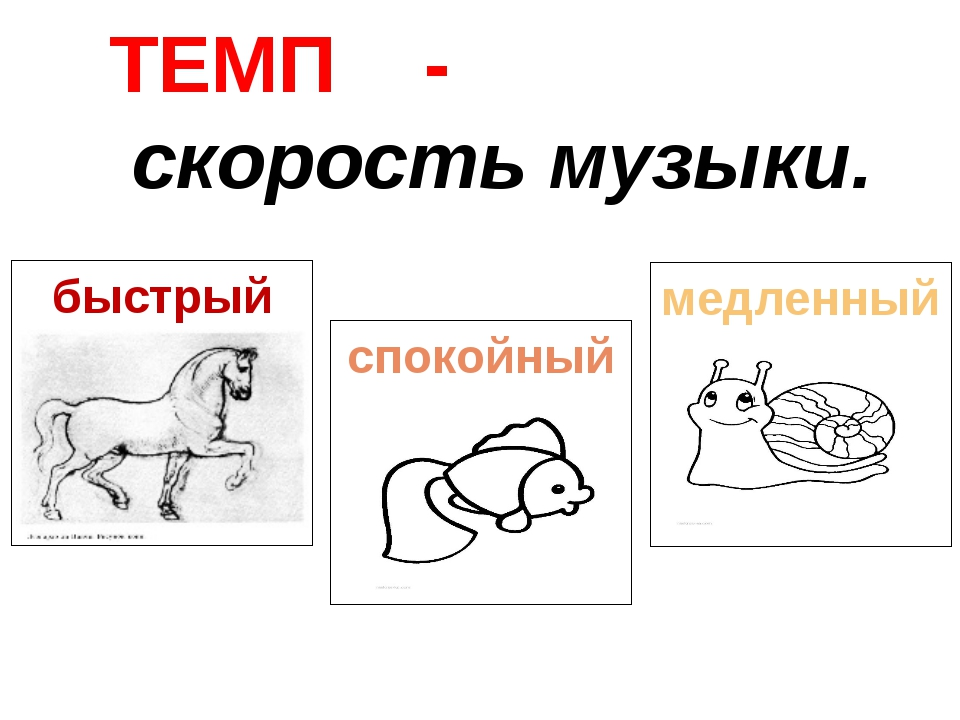 ТЕМП -
скорость музыки.
быстрый
спокойный
медленный